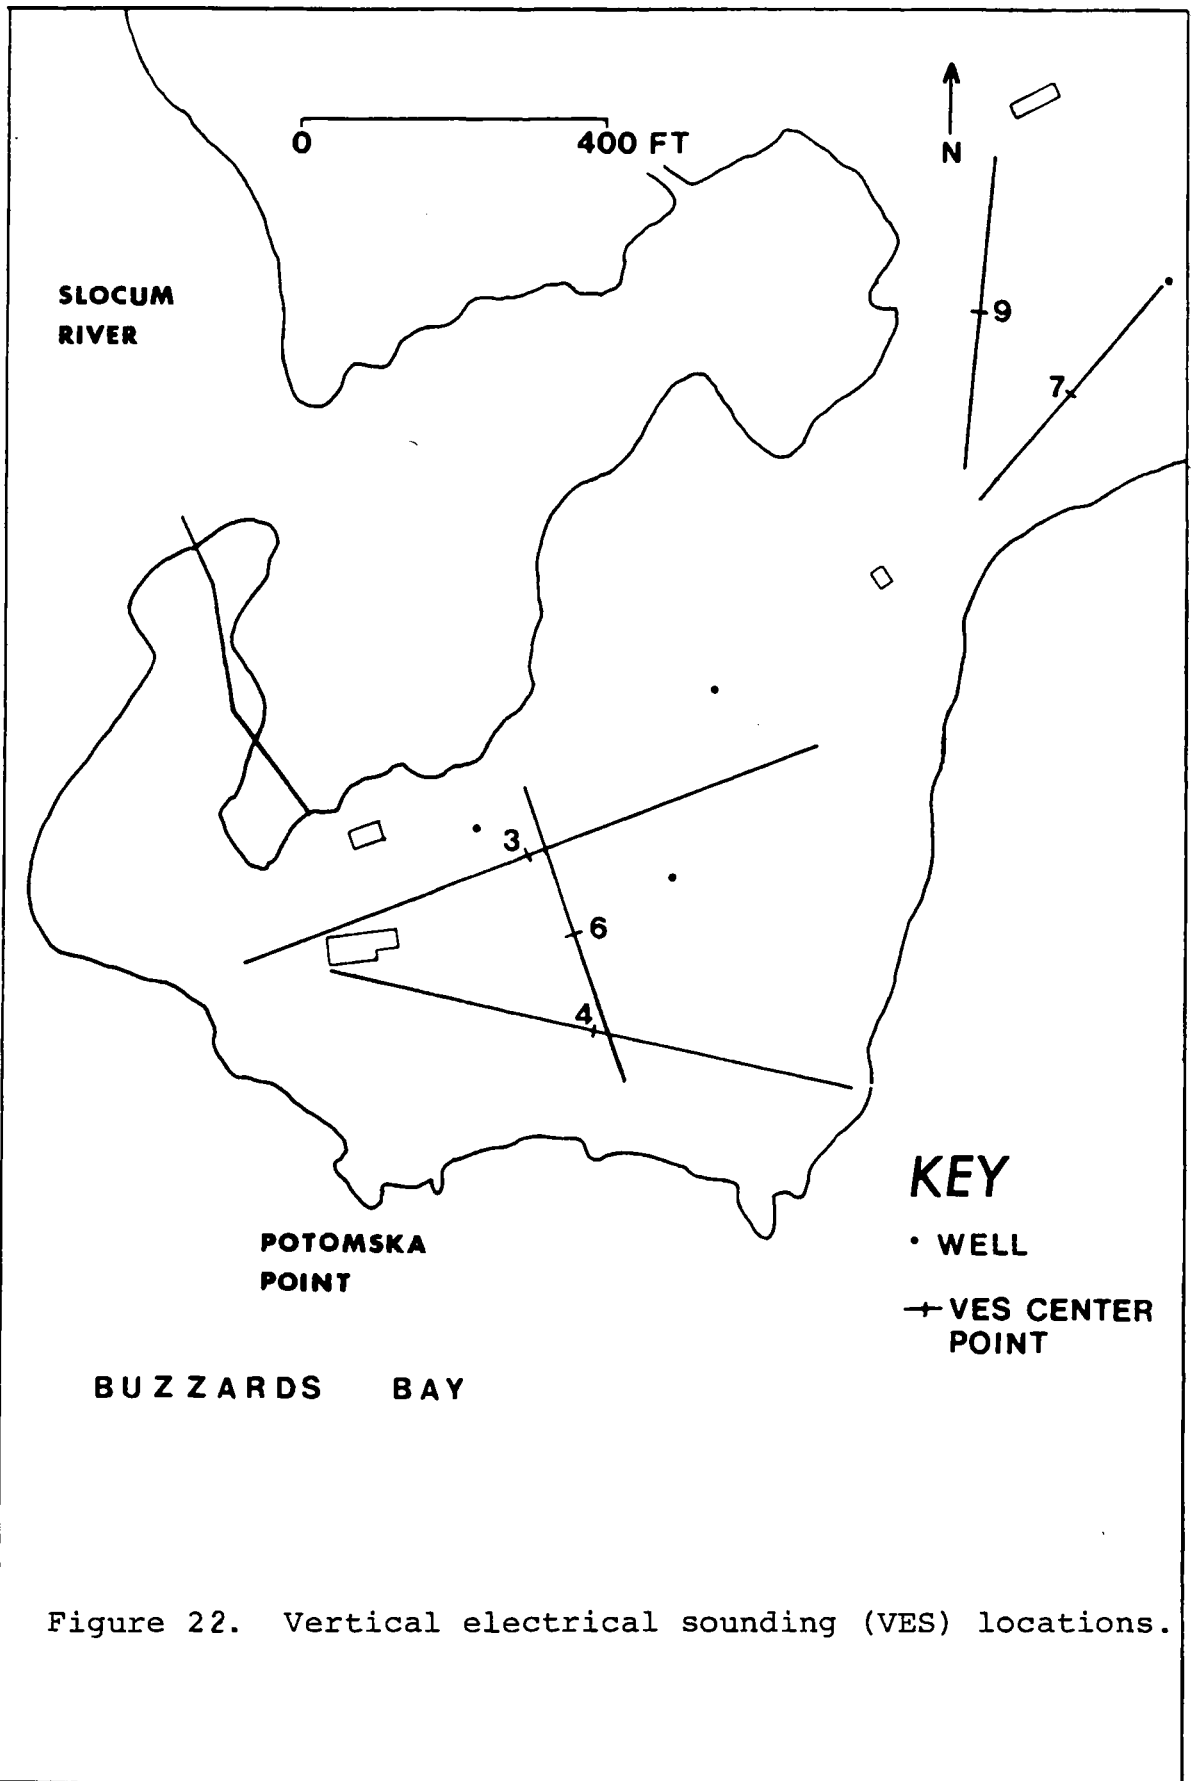 0 400 FT
N
SLOCUM
RIVER
9
7
3
6
4
KEY
• WELL
VES CENTER
POINT
POTOMSKA
POINT
BUZZARDS BAY
Figure 22. Vertical electrical sounding (VES) locations.